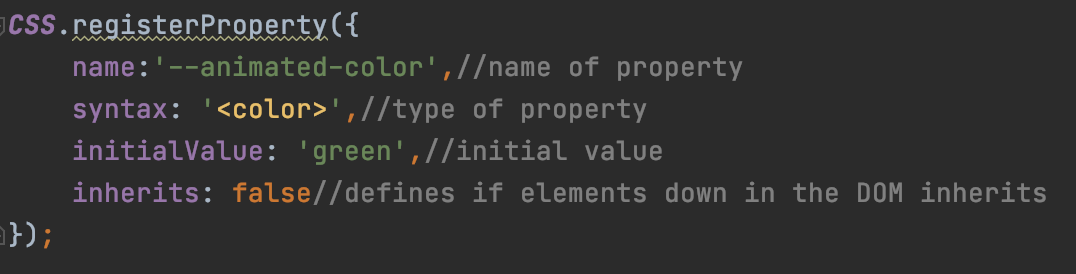 CSS.registerProperty({
    name:'--animated-color',//name of property
    syntax: '<color>',//type of property
    initialValue: 'green',//initial value
    inherits: false//defines if elements down in the DOM inherits
});